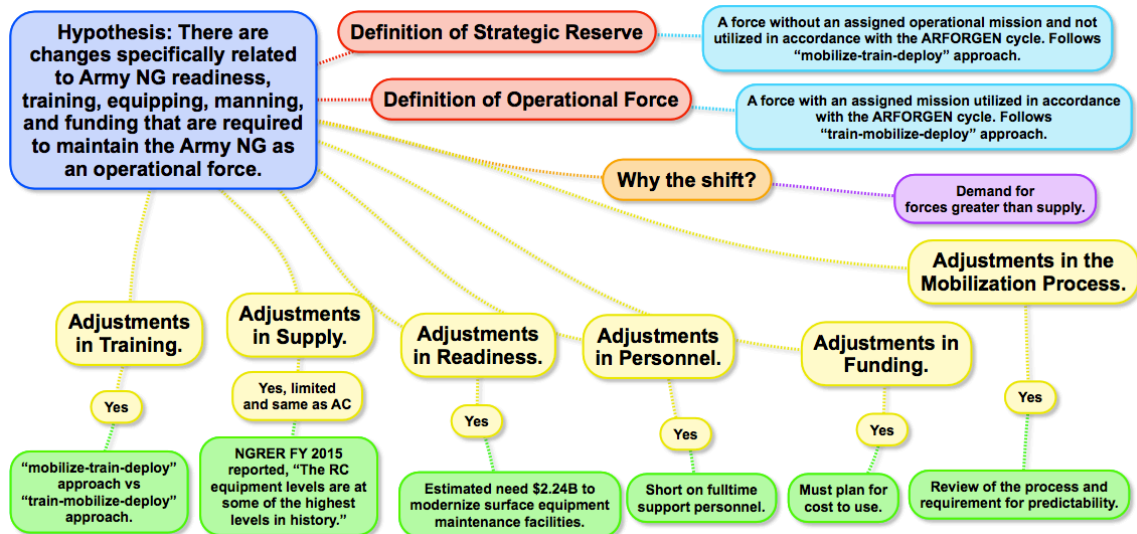 Hypothesis: There are
changes specifically related
to Army NG readiness,
training, equipping, manning,
and funding that are required
to maintain the Army NG as
an operational force.
Definition of Strategic Reserve
A force without an assigned operational mission and not
utilized in accordance with the ARFORGEN cycle. Follows
“mobilize-train-deploy” approach.
Definition of Operational Force
A force with an assigned mission utilized in accordance
with the ARFORGEN cycle. Follows
“train-mobilize-deploy” approach.
Why the shift?
Demand for
forces greater than supply.
Adjustments in the
Mobilization Process.
Yes
Review of the process and
requirement for predictability.
Adjustments
in Training.
Yes
“mobilize-train-deploy”
approach vs
“train-mobilize-deploy”
approach.
Adjustments
in Supply.
Yes, limited
and same as AC
NGRER FY 2015
reported, “The RC
equipment levels are at
some of the highest
levels in history.”
Adjustments
in Readiness.
Yes
Estimated need $2.24B to
modernize surface equipment
maintenance facilities.
Adjustments
in Personnel.
Yes
Short on fulltime
support personnel.
Adjustments in
Funding.
Yes
Must plan for
cost to use.